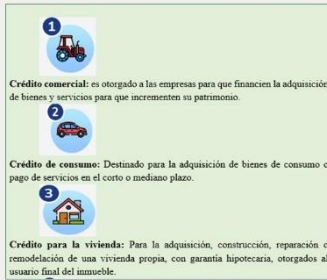 1
Crédito comercial: es otorgado a las empresas para que financien la adquisición
de bienes y servicios para que incrementen su patrimonio.
2
Crédito de consumo: Destinado para la adquisición de bienes de consumo o
pago de servicios en el corto o mediano plazo.
3
Crédito para la vivienda: Para la adquisición, construcción, reparación o
remodelación de una vivienda propia, con garantía hipotecaria, otorgados a
usuario final del inmueble.